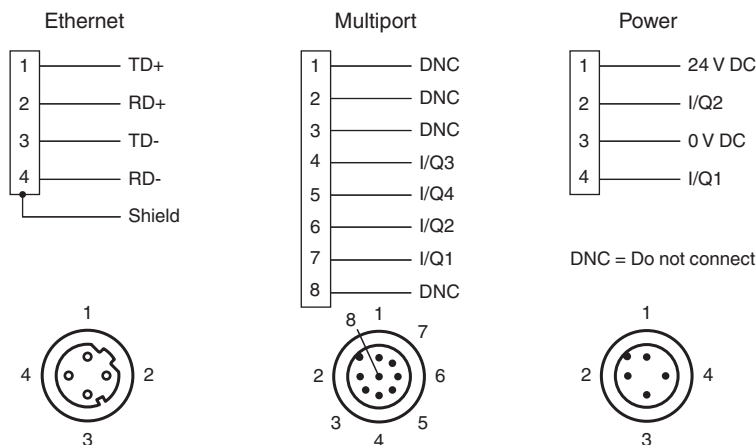 Ethernet
1 TD+
2 RD+
3 TD-
4 RD-
Shield
Multiport
1 DNC
2 DNC
3 DNC
4 I/Q3
5 I/Q4
6 I/Q2
7 I/Q1
8 DNC
Power
1 24 V DC
2 I/Q2
3 0 V DC
4 I/Q1
DNC = Do not connect
1
4 2
3
8 1 7
2 6
3 5
4
1
2 4
3